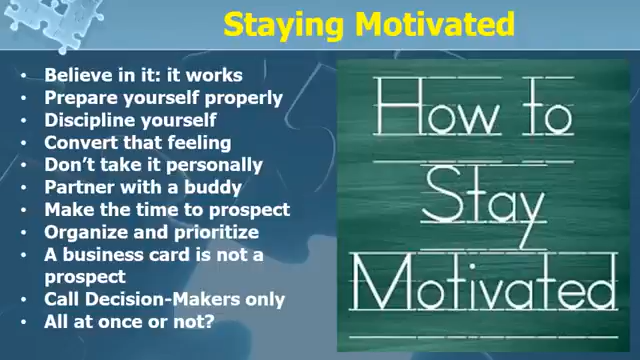 Staying Motivated
• Believe in it: it works
• Prepare yourself properly
• Discipline yourself
• Convert that feeling
• Don’t take it personally
• Partner with a buddy
• Make the time to prospect
• Organize and prioritize
• A business card is not a
prospect
• Call Decision-Makers only
• All at once or not?
How to
Stay
Motivated